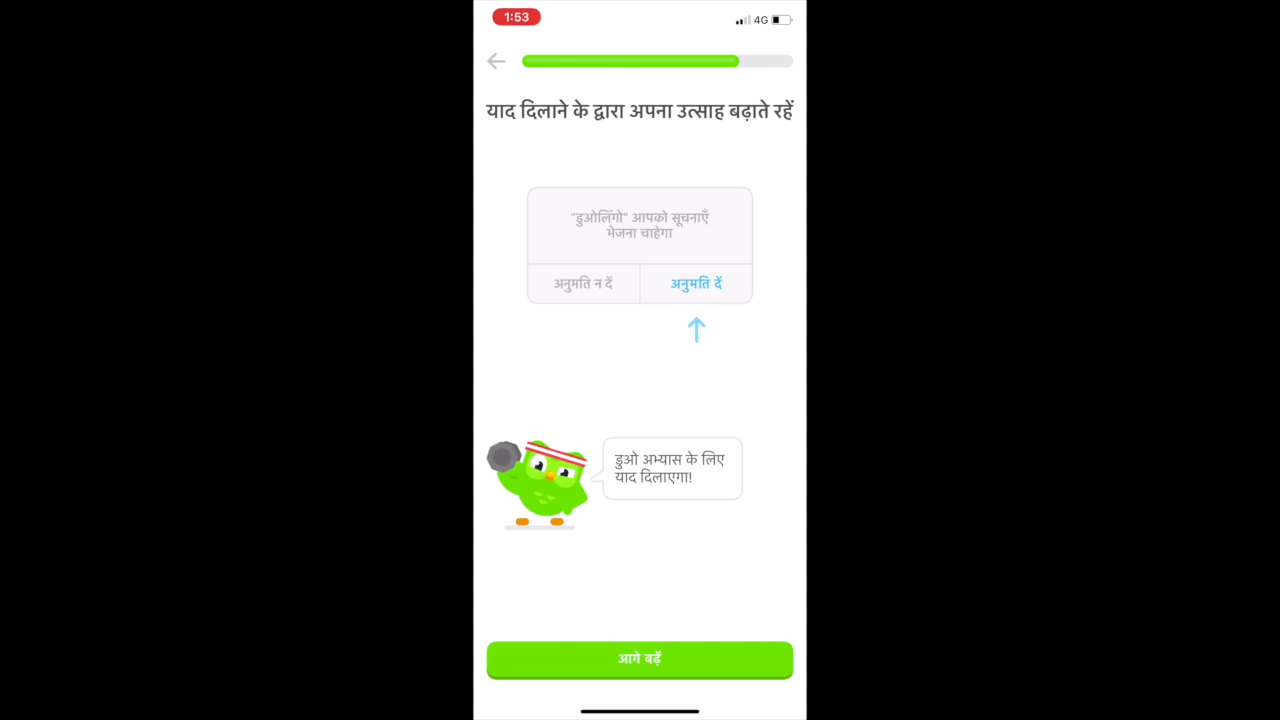 1:53
4G
याद दिलाने के द्वारा अपना उत्साह बढ़ाते रहें
"डुओलिंगो" आपको सूचनाएँ
भेजना चाहेगा
अनुमति न दें
अनुमति दें
डुओ अभ्यास के लिए
याद दिलाएगा!
आगे बढ़ें